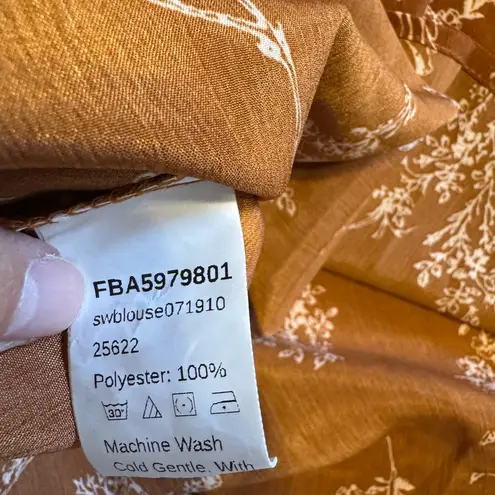 FBA5979801
swblouse071910
25622
Polyester: 100%
30°
Machine Wash
Cold Gentle, With